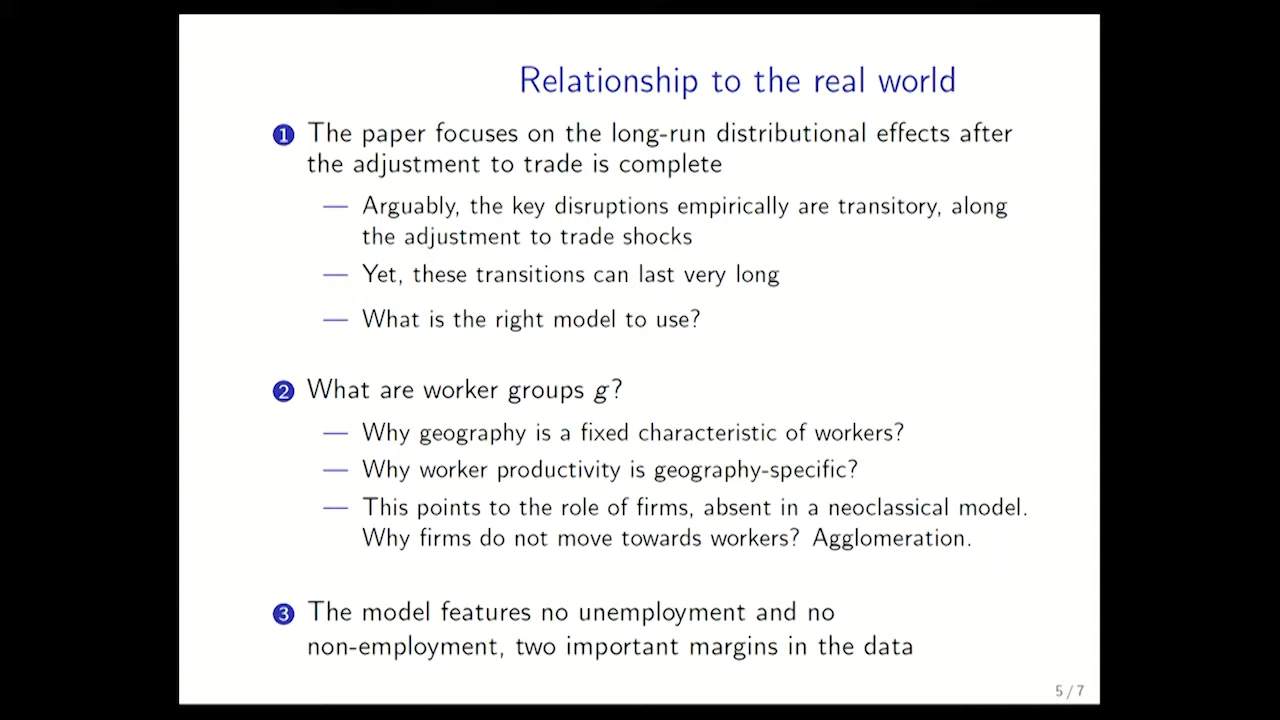 Relationship to the real world
1 The paper focuses on the long-run distributional effects after
the adjustment to trade is complete
— Arguably, the key disruptions empirically are transitory, along
the adjustment to trade shocks
— Yet, these transitions can last very long
— What is the right model to use?
2 What are worker groups g?
— Why geography is a fixed characteristic of workers?
— Why worker productivity is geography-specific?
— This points to the role of firms, absent in a neoclassical model.
Why firms do not move towards workers? Agglomeration.
3 The model features no unemployment and no
non-employment, two important margins in the data
5 / 7